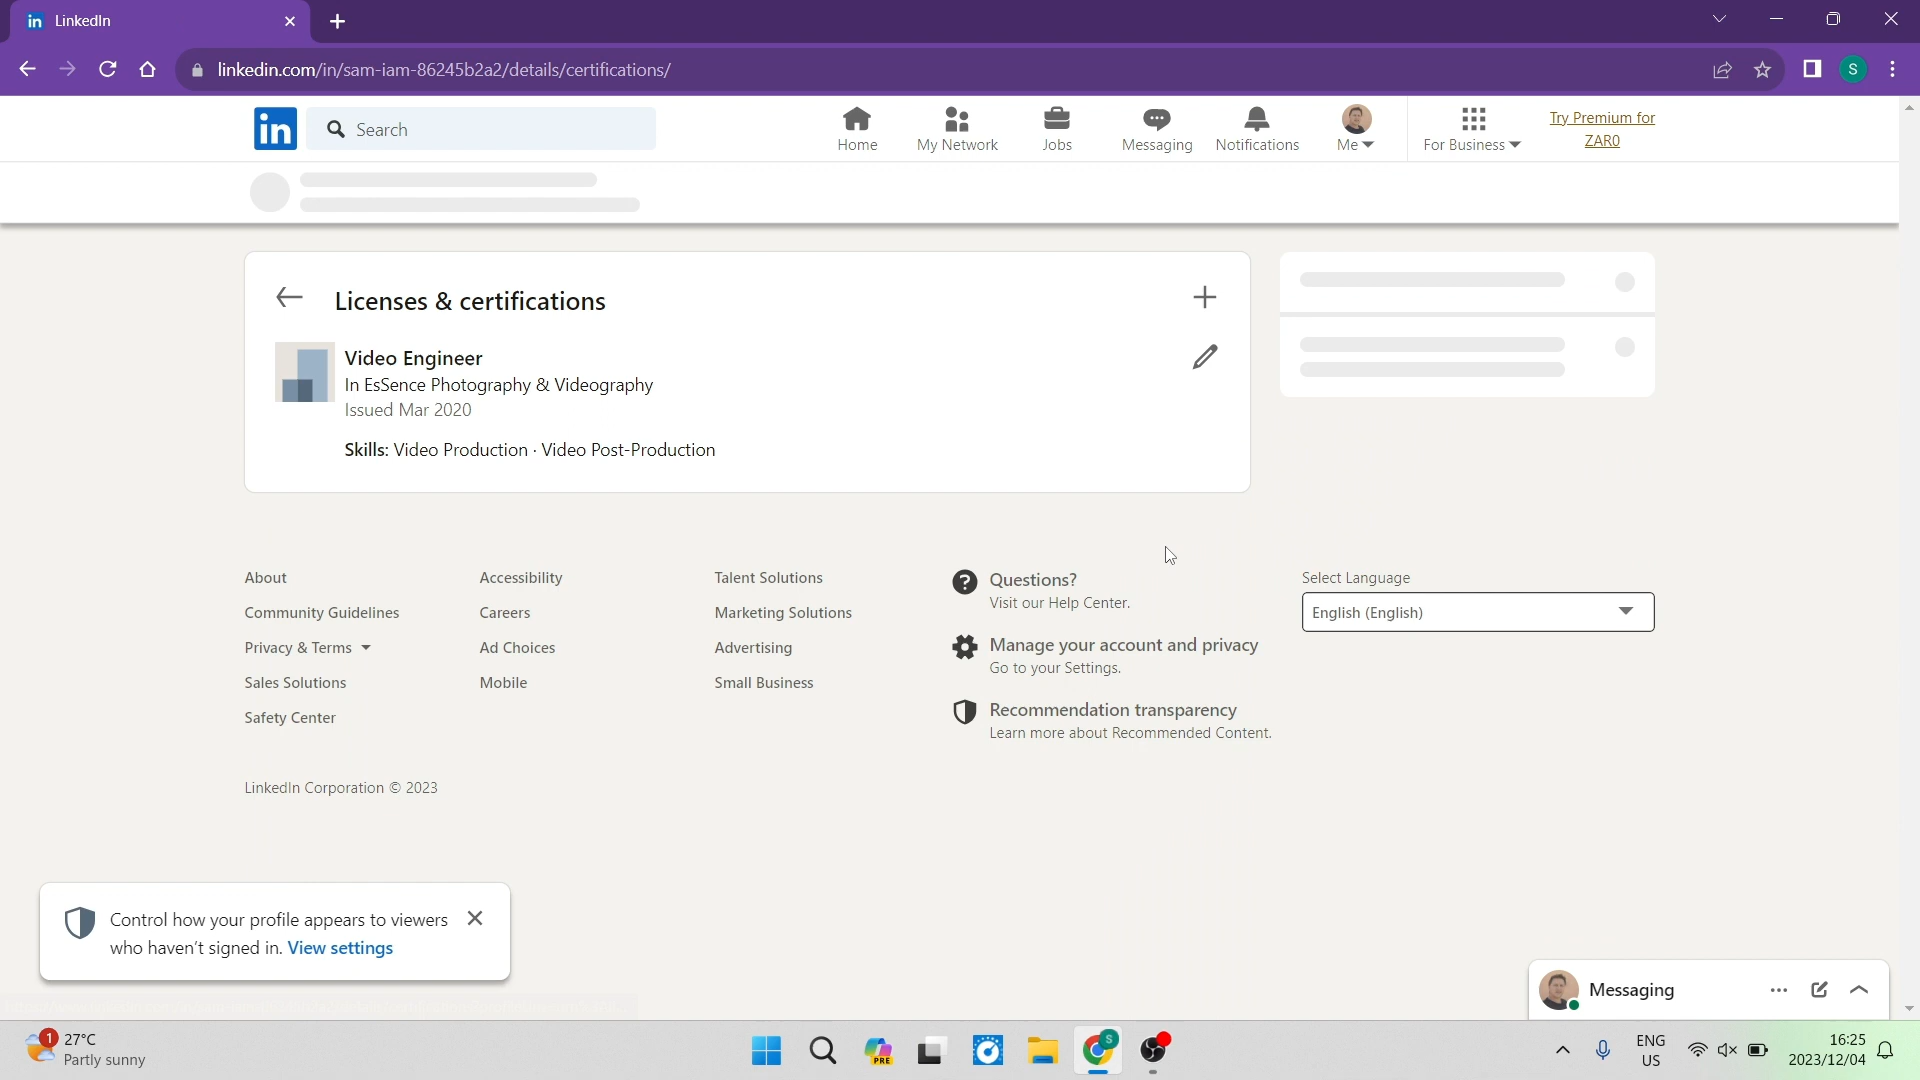 in LinkedIn
linkedin.com/in/sam-iam-86245b2a2/details/certifications/
S
in
Search
Home
My Network
Jobs
Messaging
Notifications
Me
For Business
Try Premium for
ZAR0
Licenses & certifications
Video Engineer
In EsSence Photography & Videography
Issued Mar 2020
Skills: Video Production · Video Post-Production
About
Community Guidelines
Privacy & Terms
Sales Solutions
Safety Center
Accessibility
Careers
Ad Choices
Mobile
Talent Solutions
Marketing Solutions
Advertising
Small Business
Questions?
Visit our Help Center.
Manage your account and privacy
Go to your Settings.
Recommendation transparency
Learn more about Recommended Content.
Select Language
English (English)
LinkedIn Corporation © 2023
Control how your profile appears to viewers
who haven't signed in. View settings
Messaging
1
27°C
Partly sunny
PRE
S
ENG
US
16:25
2023/12/04